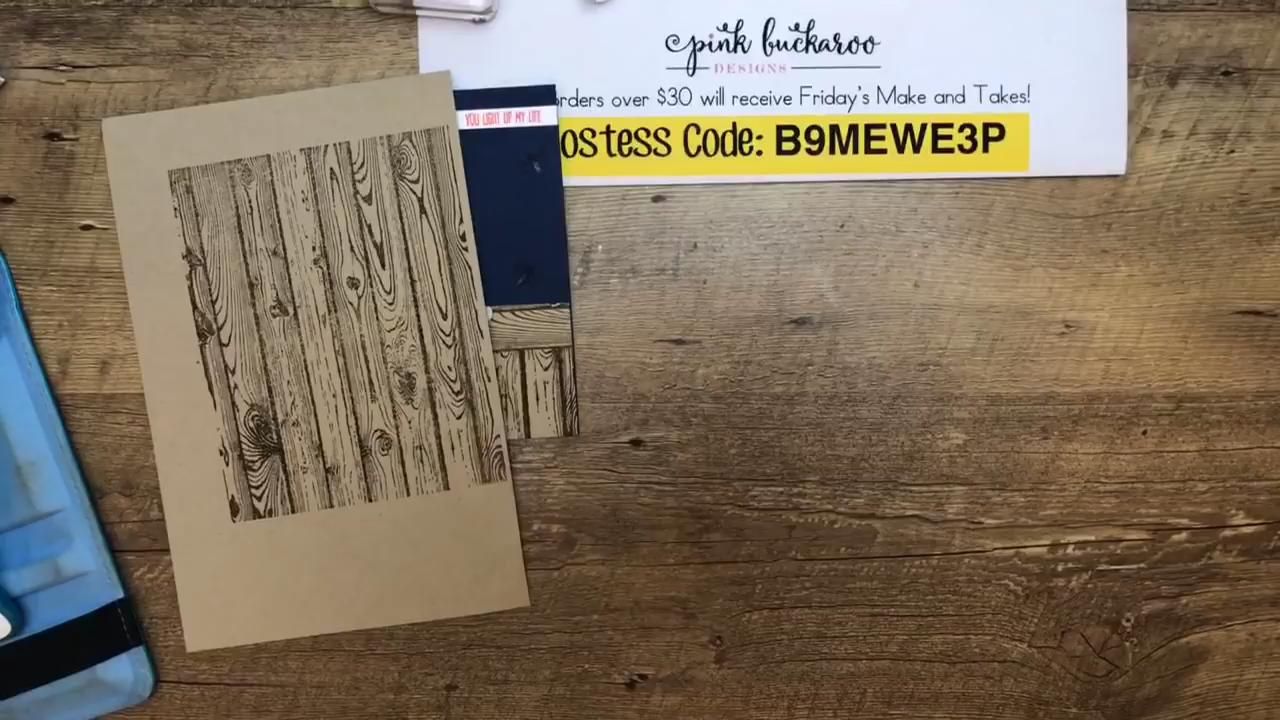 pink buckaroo
DESIGNS
rders over $30 will receive Friday's Make and Takes!
ostess Code: B9MEWE3P
YOU LIGHT UP MY LIFE